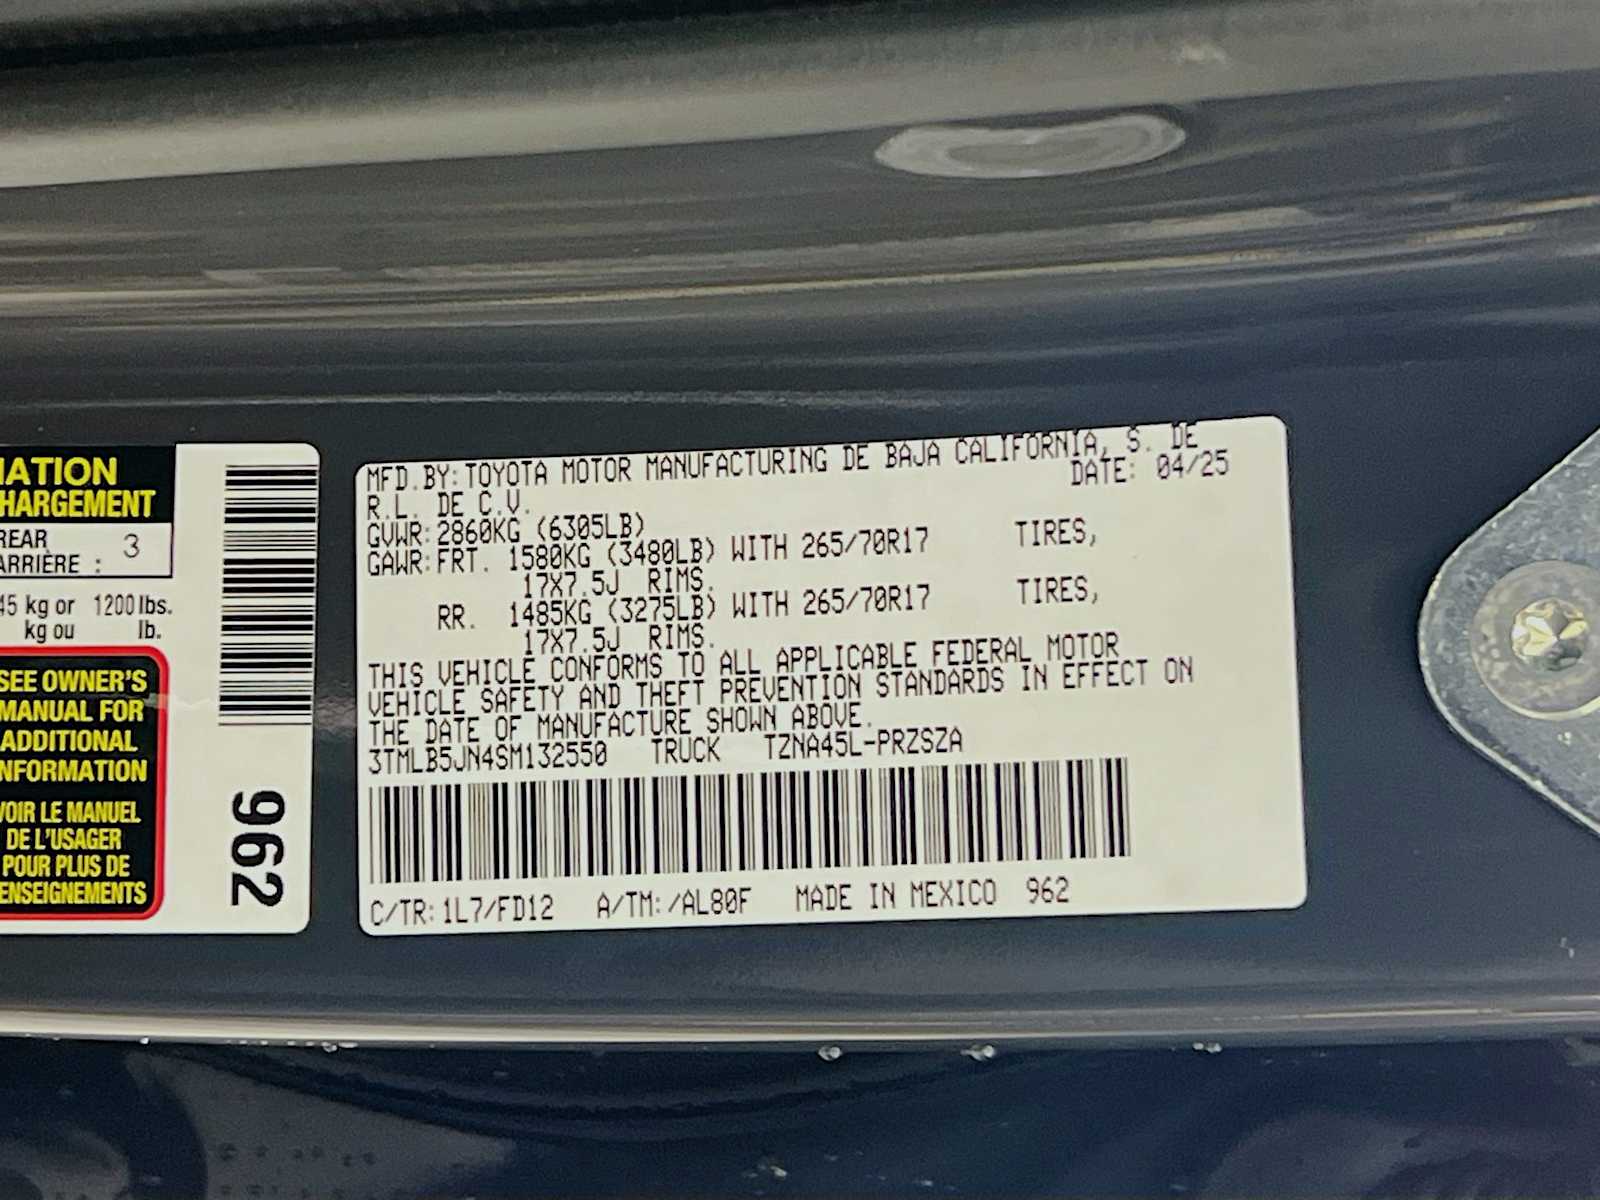 MATION
CHARGEMENT
REAR
ARRIÈRE : 3
45 kg or 1200 lbs.
kg ou lb.
SEE OWNER'S
MANUAL FOR
ADDITIONAL
INFORMATION
VOIR LE MANUEL
DE L'USAGER
POUR PLUS DE
RENSEIGNEMENTS
962
MFD.BY:TOYOTA MOTOR MANUFACTURING DE BAJA CALIFORNIA, S. DE
R.L. DE C.V. DATE: 04/25
GVWR:2860KG (6305LB)
GAWR:FRT. 1580KG (3480LB) WITH 265/70R17 TIRES,
17X7.5J RIMS.
RR. 1485KG (3275LB) WITH 265/70R17 TIRES,
17X7.5J RIMS.
THIS VEHICLE CONFORMS TO ALL APPLICABLE FEDERAL MOTOR
VEHICLE SAFETY AND THEFT PREVENTION STANDARDS IN EFFECT ON
THE DATE OF MANUFACTURE SHOWN ABOVE.
3TMLB5JN4SM132550 TRUCK TZNA45L-PRZSZA
C/TR:1L7/FD12 A/TM:/AL80F MADE IN MEXICO 962